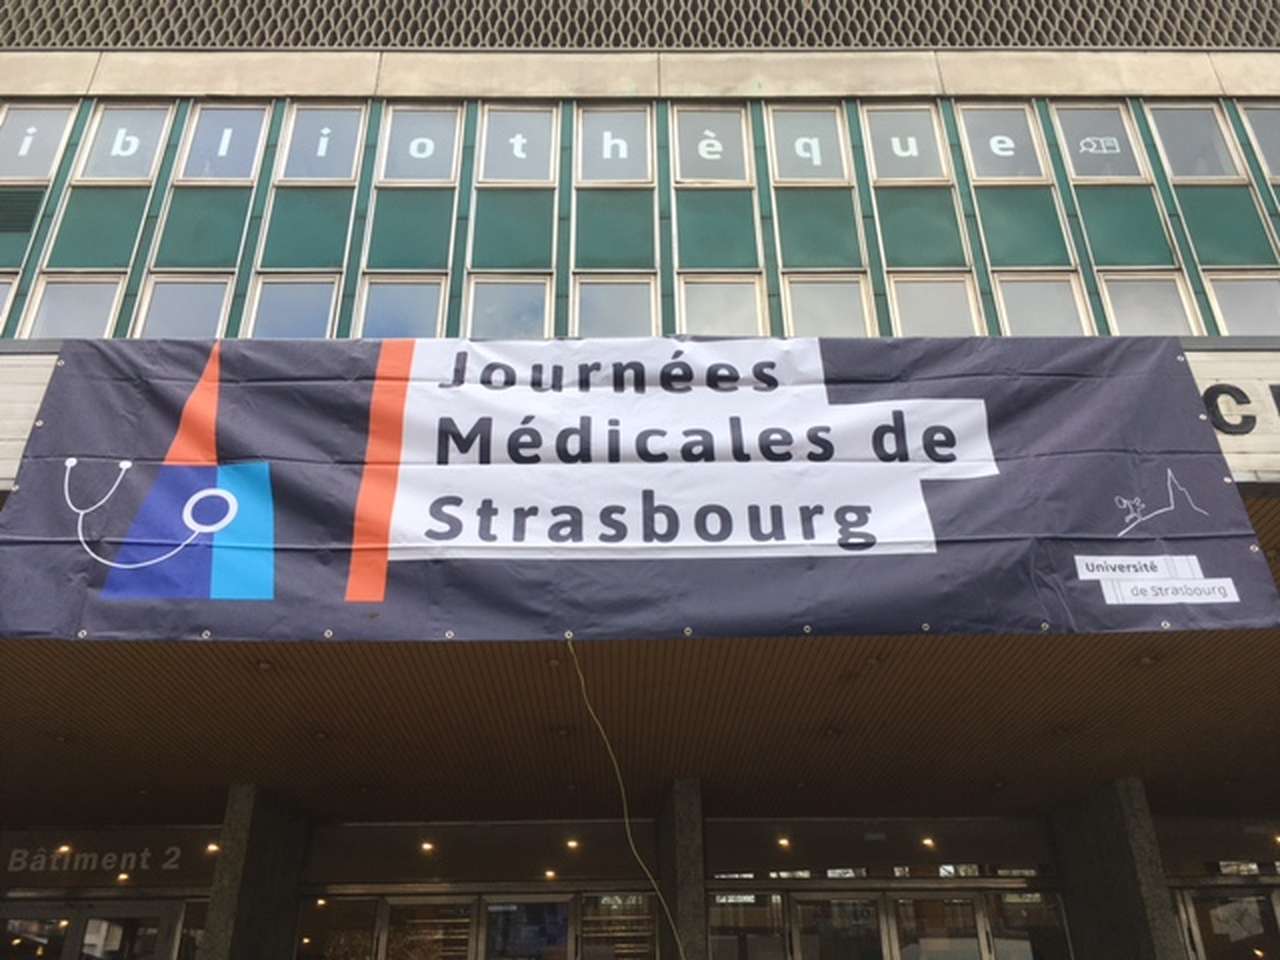 ibliothèque
Journées
Médicales de
Strasbourg
Université
de Strasbourg
Bâtiment 2